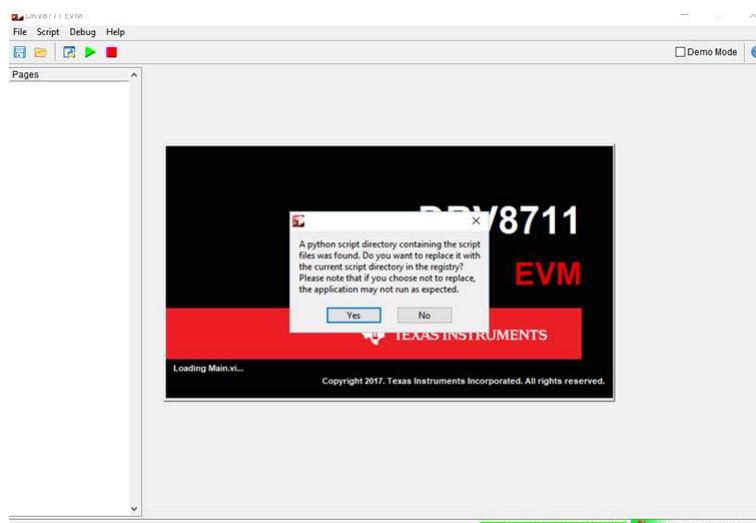 DRV8711 EVM
File Script Debug Help
Demo Mode
Pages
8711
A python script directory containing the script
files was found. Do you want to replace it with
the current script directory in the registry?
Please note that if you choose not to replace,
the application may not run as expected.
EVM
Yes No
TEXAS INSTRUMENTS
Loading Main.vi...
Copyright 2017. Texas Instruments Incorporated. All rights reserved.